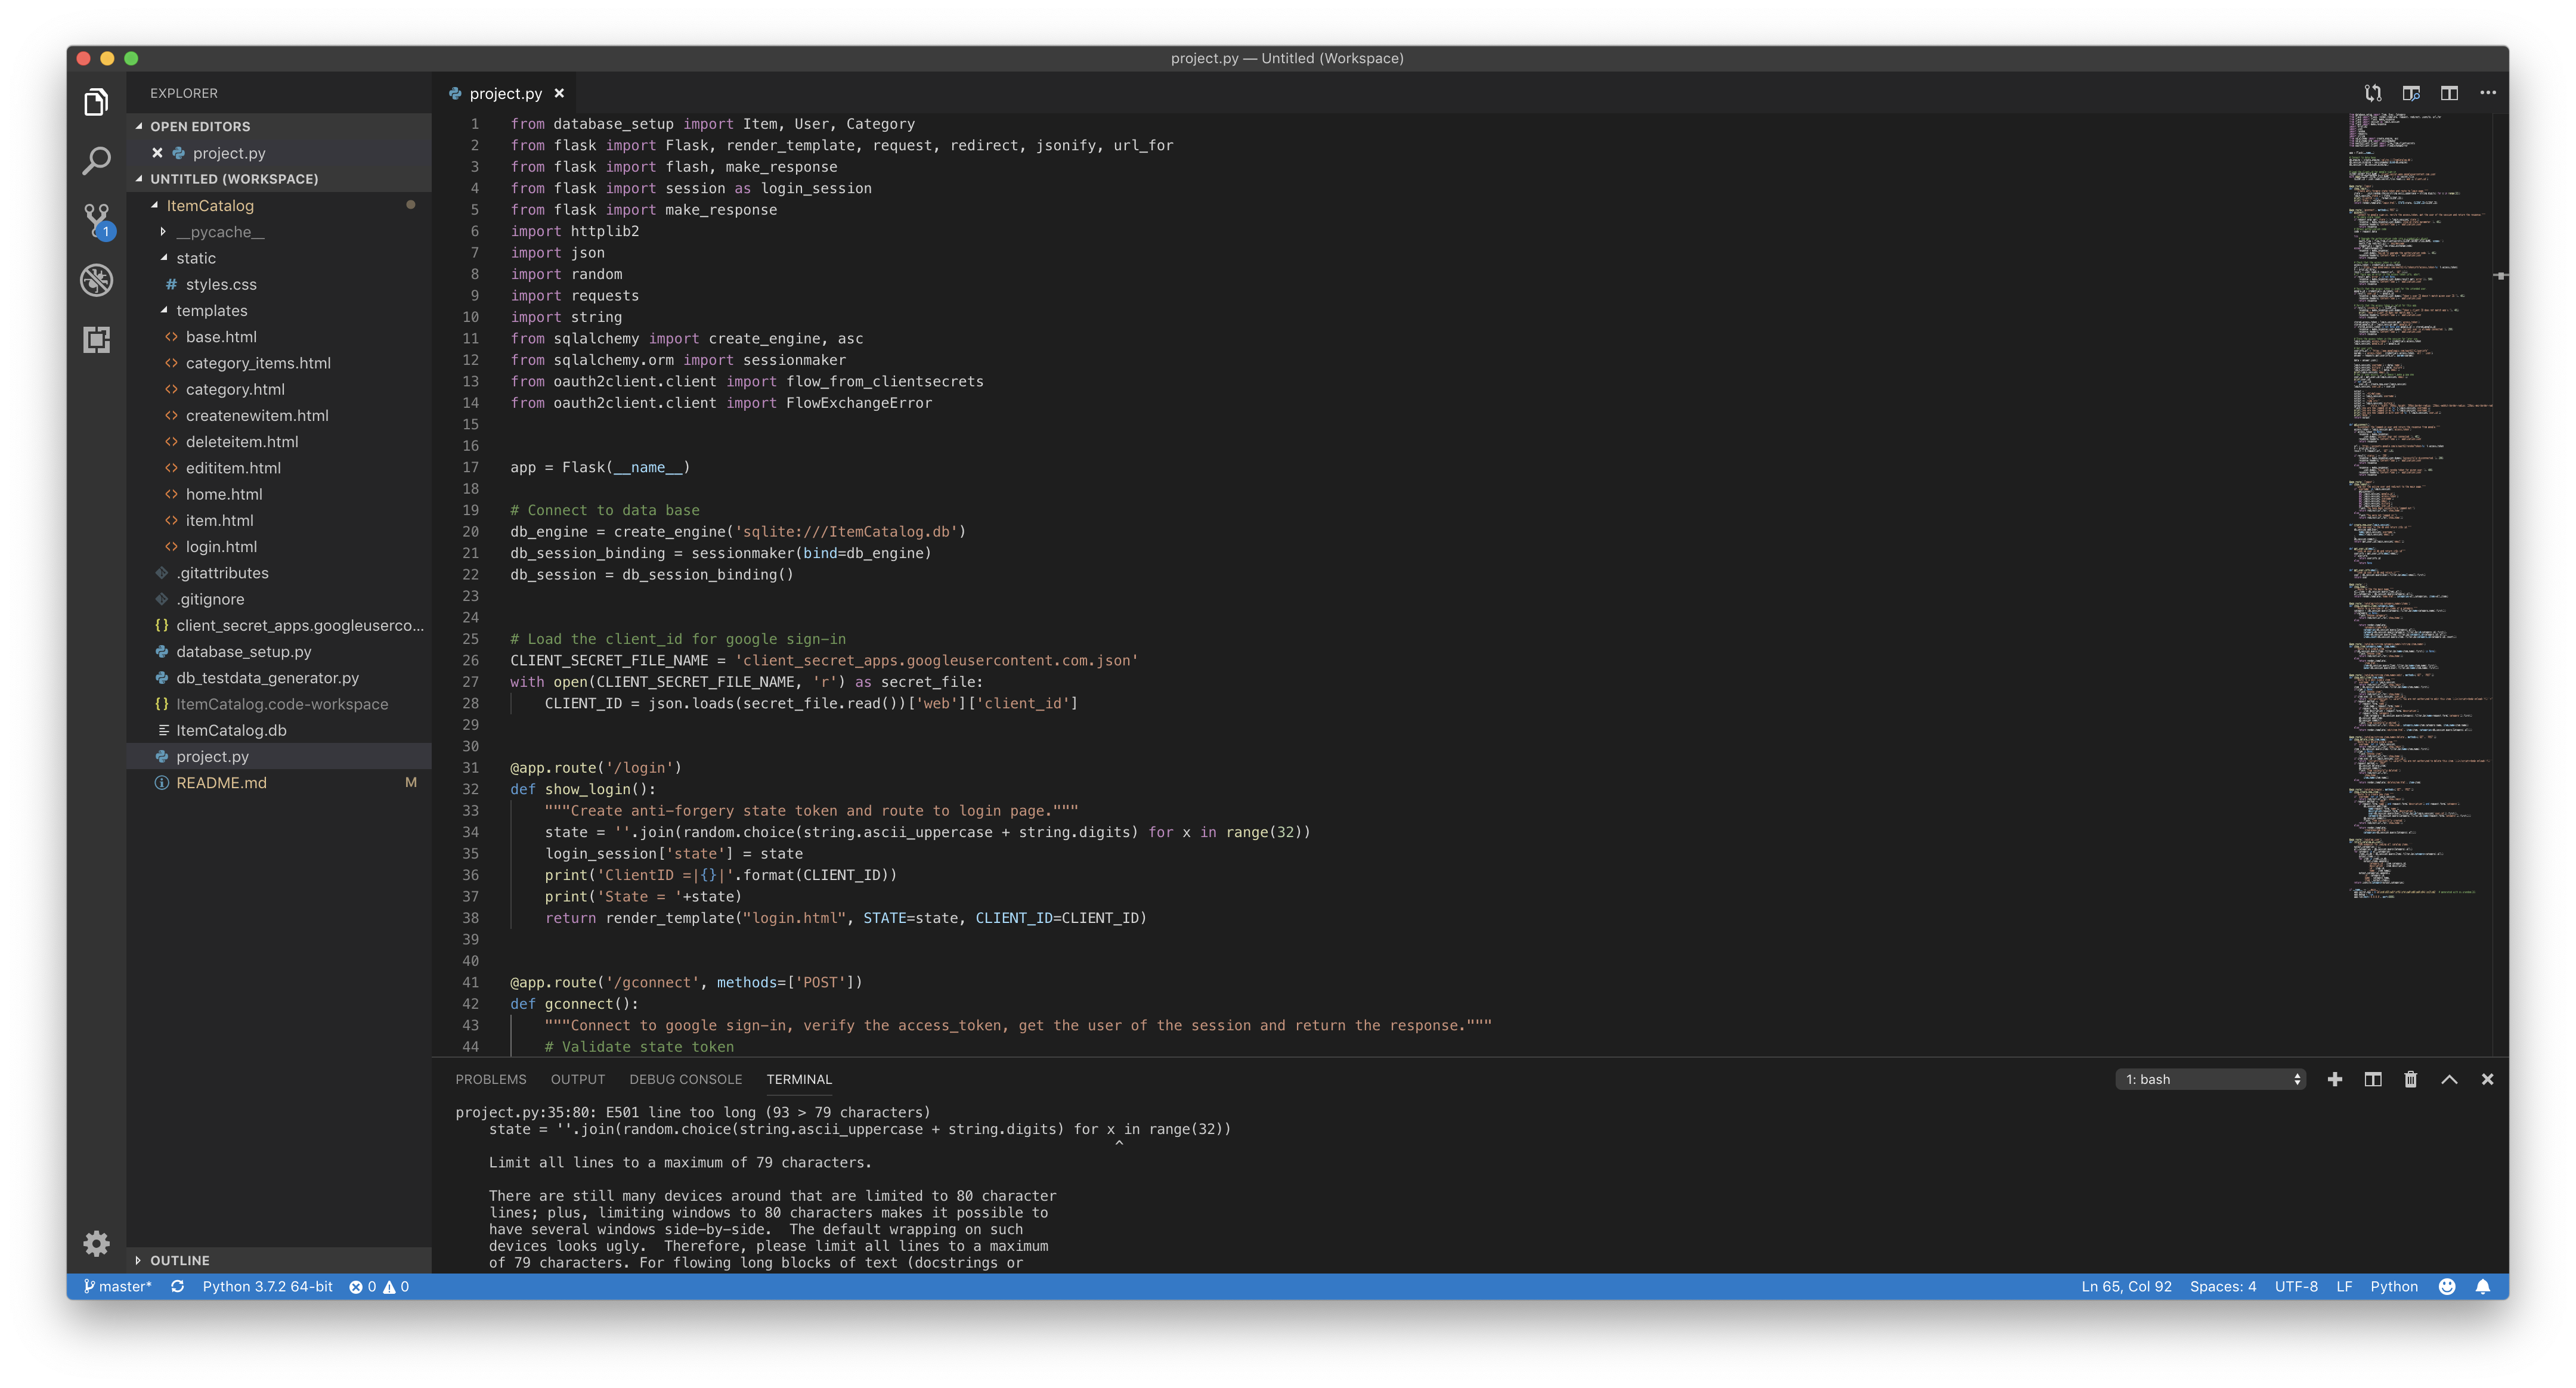 project.py — Untitled (Workspace)
EXPLORER
OPEN EDITORS
project.py
UNTITLED (WORKSPACE)
ItemCatalog
__pycache__
static
# styles.css
templates
<> base.html
<> category_items.html
<> category.html
<> createnewitem.html
<> deleteitem.html
<> edititem.html
<> home.html
<> item.html
<> login.html
.gitattributes
.gitignore
{} client_secret_apps.googleuserco...
database_setup.py
db_testdata_generator.py
{} ItemCatalog.code-workspace
ItemCatalog.db
project.py
README.md M
OUTLINE
1
project.py
1 from database_setup import Item, User, Category
2 from flask import Flask, render_template, request, redirect, jsonify, url_for
3 from flask import flash, make_response
4 from flask import session as login_session
5 from flask import make_response
6 import httplib2
7 import json
8 import random
9 import requests
10 import string
11 from sqlalchemy import create_engine, asc
12 from sqlalchemy.orm import sessionmaker
13 from oauth2client.client import flow_from_clientsecrets
14 from oauth2client.client import FlowExchangeError
15
16
17 app = Flask(__name__)
18
19 # Connect to data base
20 db_engine = create_engine('sqlite:///ItemCatalog.db')
21 db_session_binding = sessionmaker(bind=db_engine)
22 db_session = db_session_binding()
23
24
25 # Load the client_id for google sign-in
26 CLIENT_SECRET_FILE_NAME = 'client_secret_apps.googleusercontent.com.json'
27 with open(CLIENT_SECRET_FILE_NAME, 'r') as secret_file:
28     CLIENT_ID = json.loads(secret_file.read())['web']['client_id']
29
30
31 @app.route('/login')
32 def show_login():
33     """Create anti-forgery state token and route to login page."""
34     state = ''.join(random.choice(string.ascii_uppercase + string.digits) for x in range(32))
35     login_session['state'] = state
36     print('ClientID =|{}|'.format(CLIENT_ID))
37     print('State = '+state)
38     return render_template("login.html", STATE=state, CLIENT_ID=CLIENT_ID)
39
40
41 @app.route('/gconnect', methods=['POST'])
42 def gconnect():
43     """Connect to google sign-in, verify the access_token, get the user of the session and return the response."""
44     # Validate state token
PROBLEMS OUTPUT DEBUG CONSOLE TERMINAL
1: bash
project.py:35:80: E501 line too long (93 > 79 characters)
    state = ''.join(random.choice(string.ascii_uppercase + string.digits) for x in range(32))
^
    Limit all lines to a maximum of 79 characters.
    There are still many devices around that are limited to 80 character
    lines; plus, limiting windows to 80 characters makes it possible to
    have several windows side-by-side.  The default wrapping on such
    devices looks ugly.  Therefore, please limit all lines to a maximum
    of 79 characters. For flowing long blocks of text (docstrings or
master* Python 3.7.2 64-bit 0 0 Ln 65, Col 92 Spaces: 4 UTF-8 LF Python